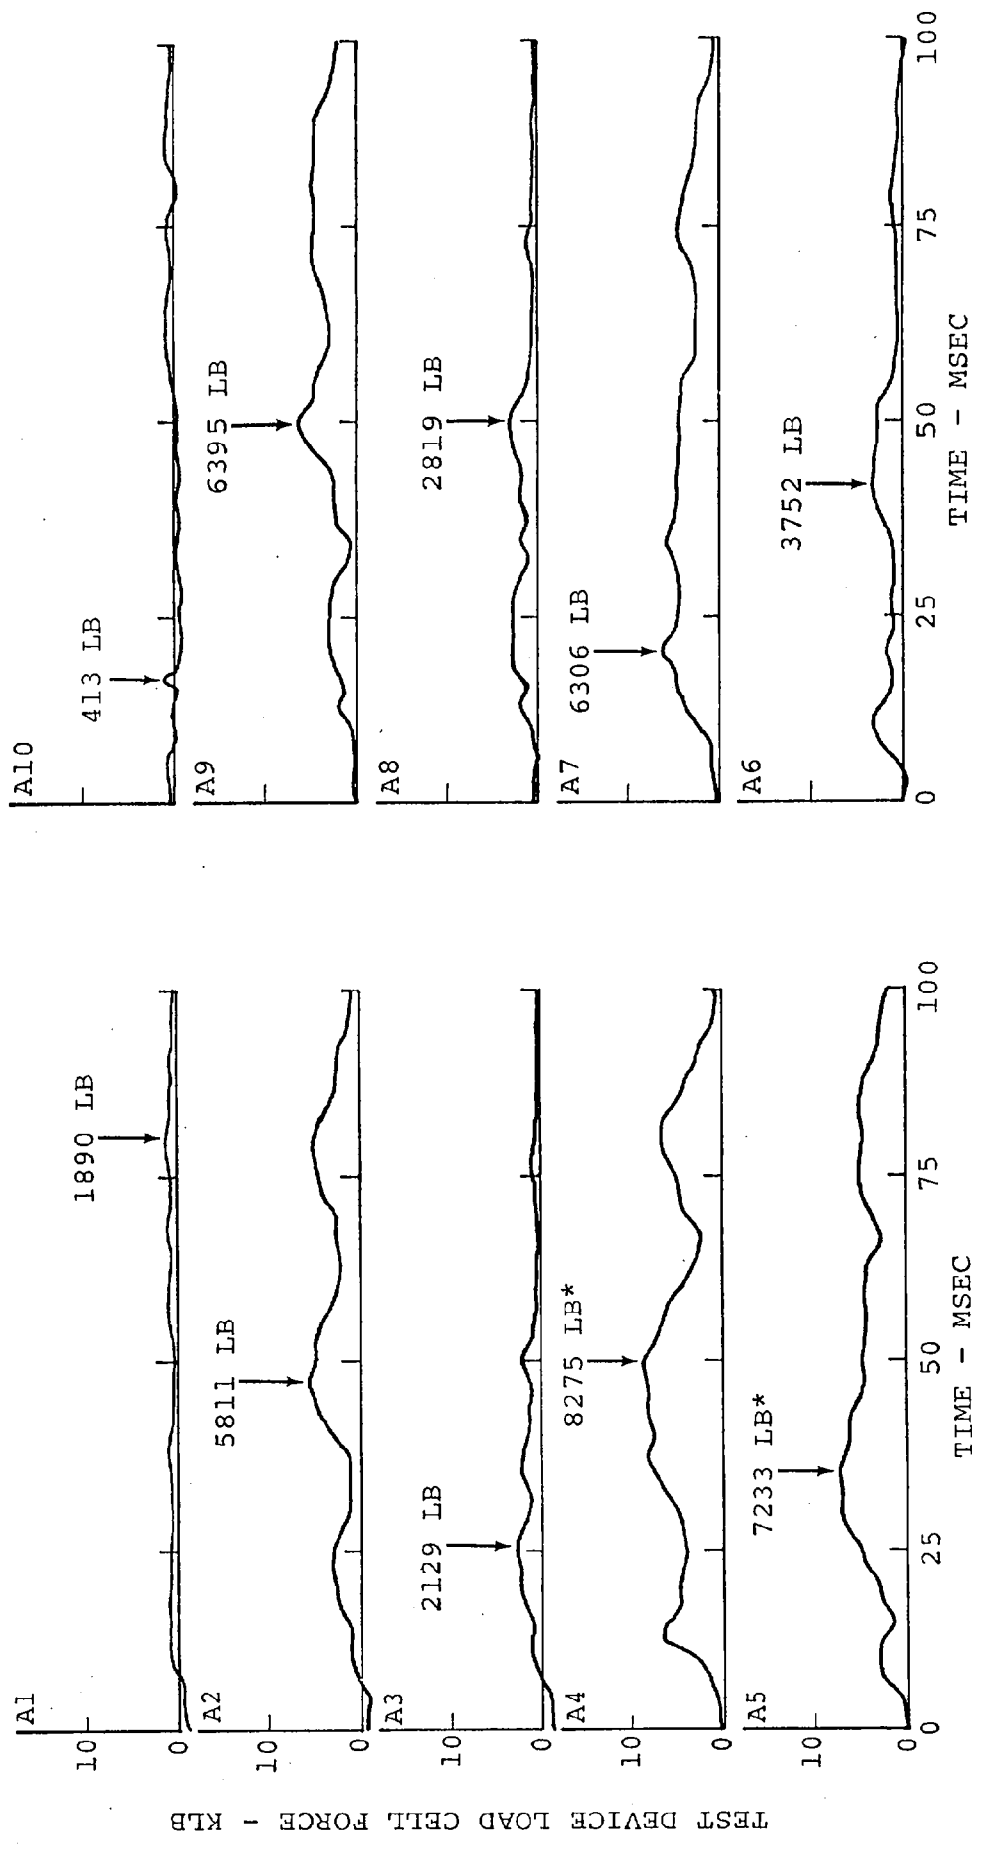 TEST DEVICE LOAD CELL FORCE - KLB
A1
10
0
1890 LB
A2
10
0
5811 LB
A3
10
0
2129 LB
A4
10
0
8275 LB*
A5
10
0
7233 LB*
0 25 50 75 100
TIME - MSEC
A10
413 LB
A9
6395 LB
A8
2819 LB
A7
6306 LB
A6
3752 LB
0 25 50 75 100
TIME - MSEC